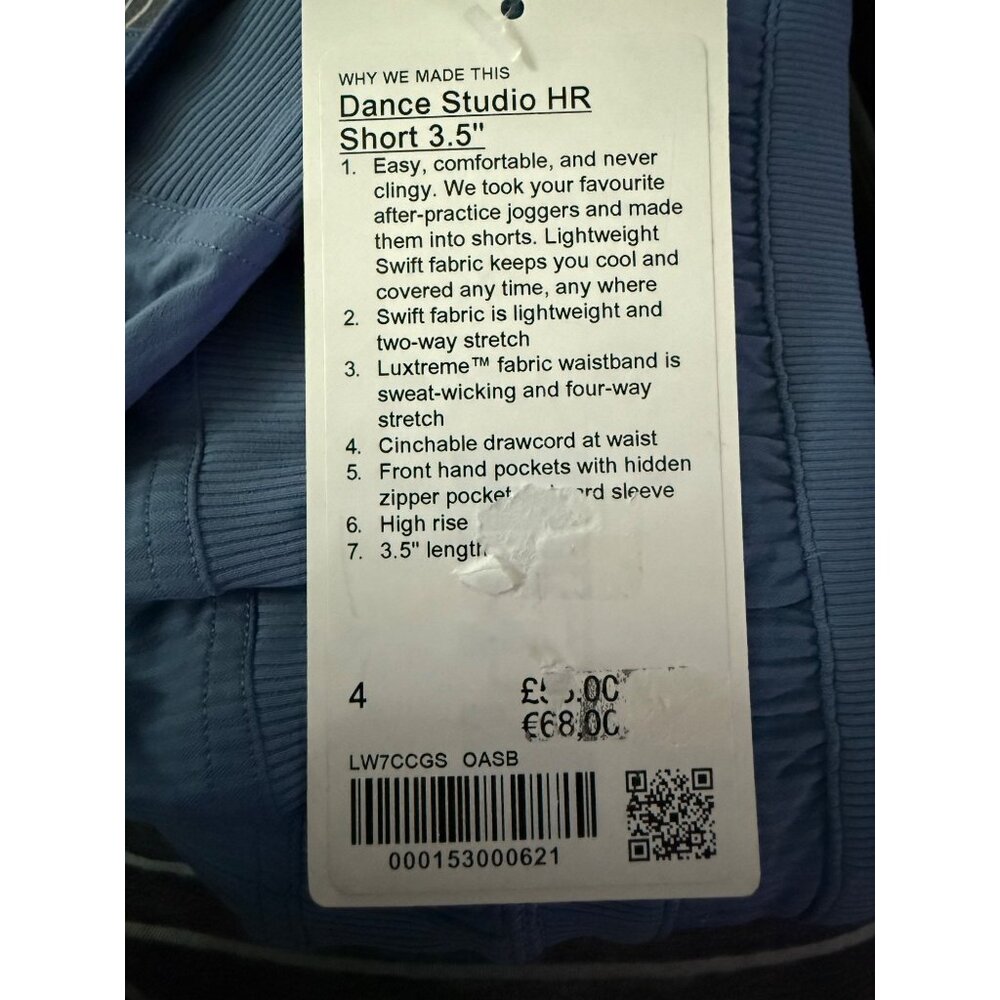 WHY WE MADE THIS
Dance Studio HR
Short 3.5"
1. Easy, comfortable, and never
clingy. We took your favourite
after-practice joggers and made
them into shorts. Lightweight
Swift fabric keeps you cool and
covered any time, any where
2. Swift fabric is lightweight and
two-way stretch
3. Luxtreme™ fabric waistband is
sweat-wicking and four-way
stretch
4. Cinchable drawcord at waist
5. Front hand pockets with hidden
zipper pocket sleeve
6. High rise
7. 3.5" length
4
€68,00
LW7CCGS OASB
000153000621